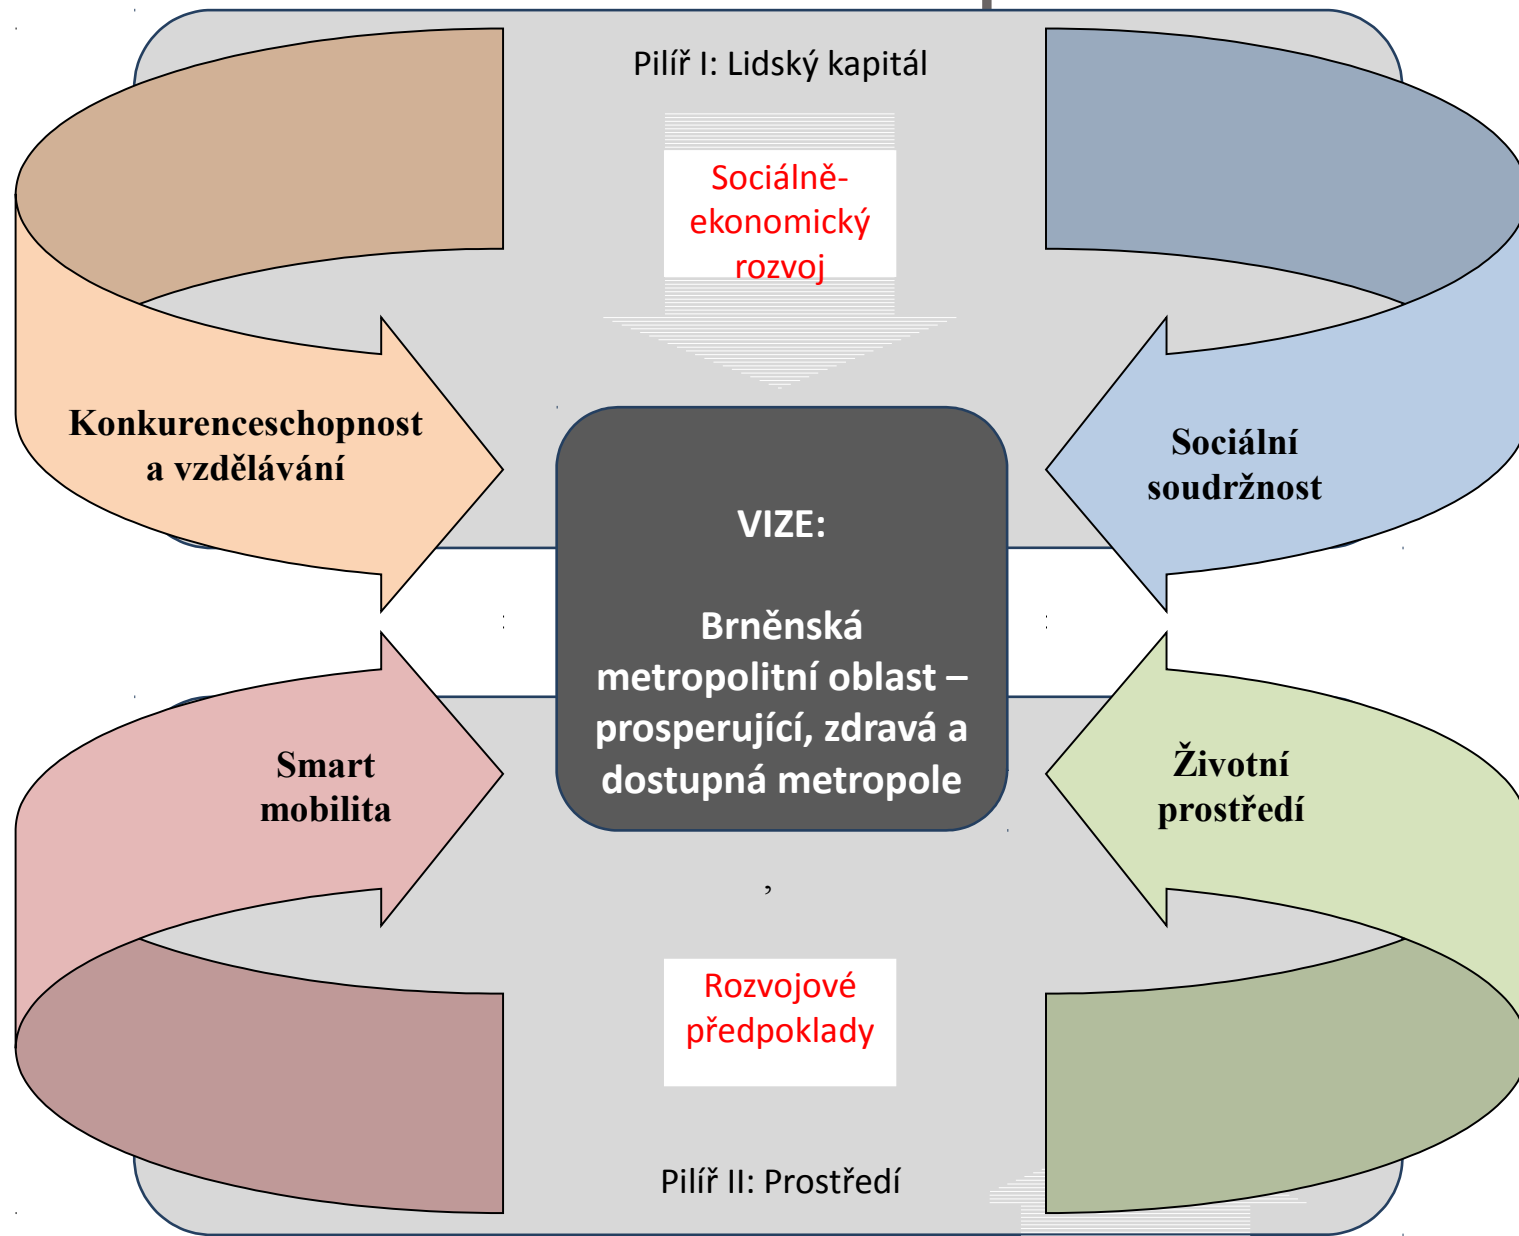 Pilíř I: Lidský kapitál
Sociálně-
ekonomický
rozvoj
Konkurenceschopnost
a vzdělávání
Sociální
soudržnost
VIZE:
Brněnská
metropolitní oblast –
prosperující, zdravá a
dostupná metropole
Smart
mobilita
Životní
prostředí
,
Rozvojové
předpoklady
Pilíř II: Prostředí